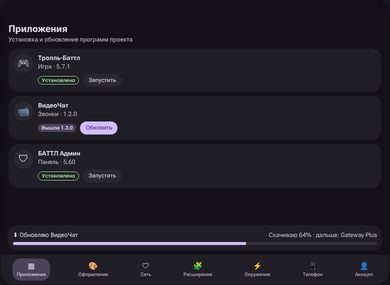 Приложения
Установка и обновление программ проекта
Тролль-Баттл
Игра · 5.7.1
Установлено Запустить
ВидеоЧат
Звонки · 1.2.0
Вышла 1.3.0 Обновить
БАТТЛ Админ
Панель · 5.60
Установлено Запустить
⬇ Обновляю ВидеоЧат Скачиваю 64% · дальше: Gateway Plus
Приложения Оформление Сеть Расширения Окружение Телефон Аккаунт